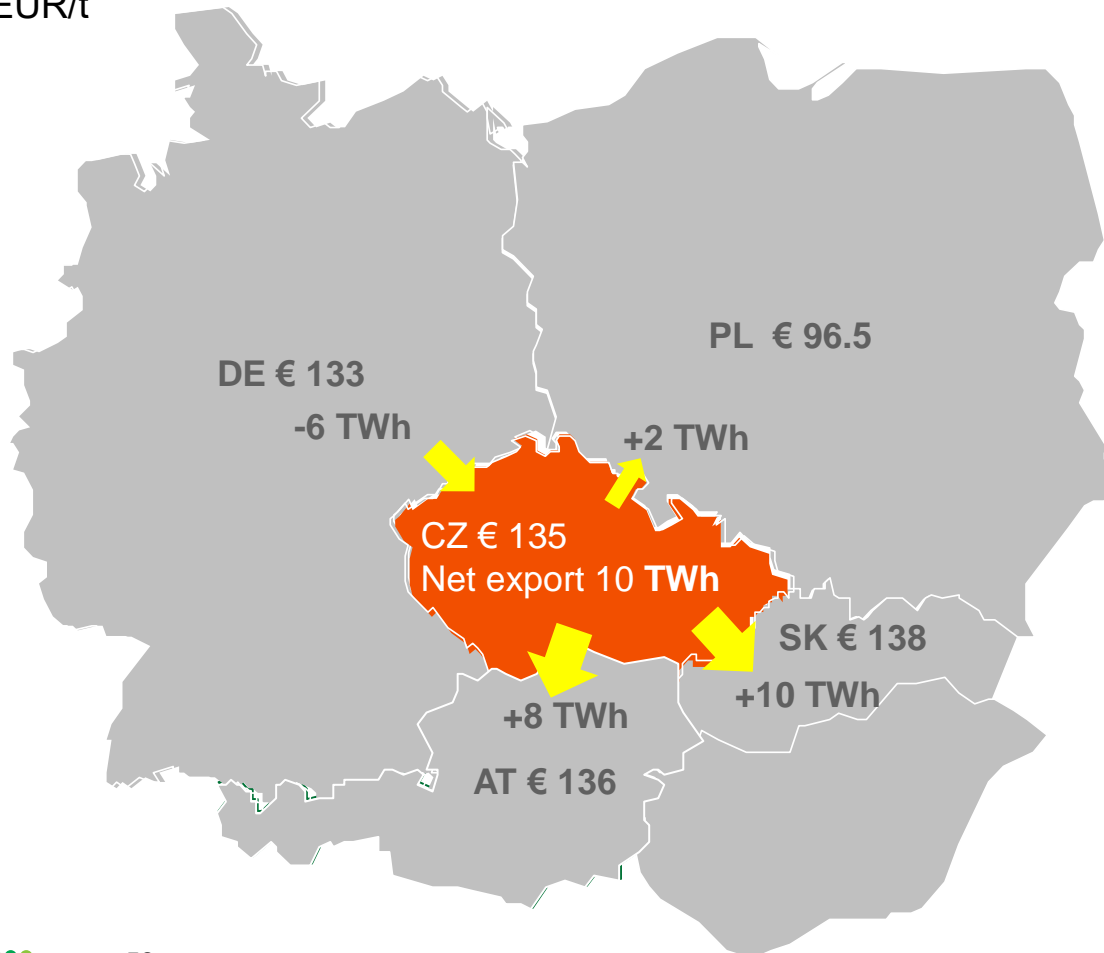 EUR/t
PL € 96.5
DE € 133
-6 TWh
+2 TWh
CZ € 135
Net export 10 TWh
SK € 138
+10 TWh
+8 TWh
AT € 136